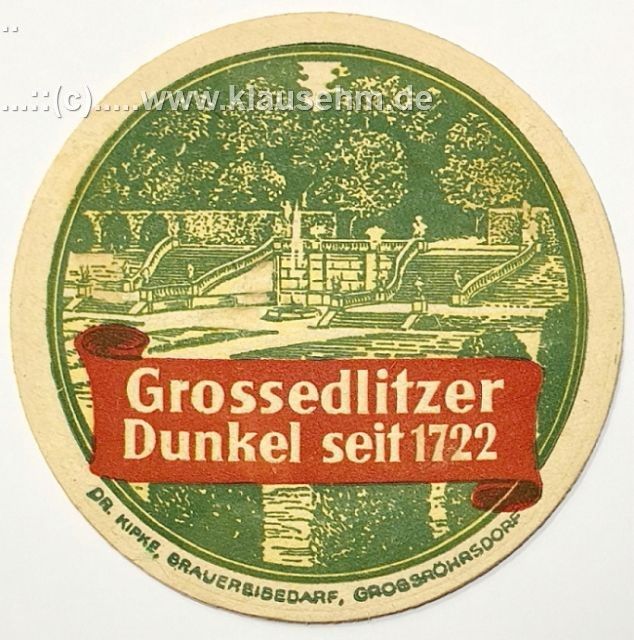 ..
....::(c).....www.klausehm.de
Grossedlitzer
Dunkel seit 1722
DR. KIPKE, BRAUEREIBEDARF, GROSSRÖHRSDORF